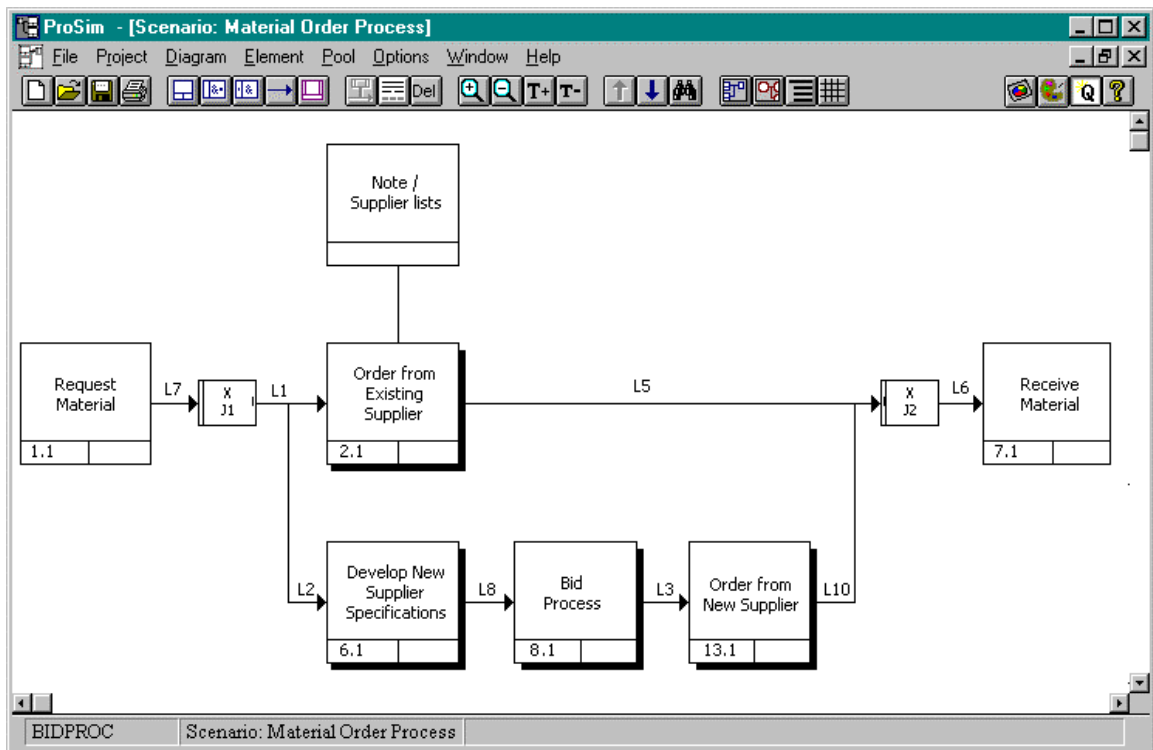 ProSim - [Scenario: Material Order Process]
File Project Diagram Element Pool Options Window Help
&• •& Del T+ T- Q ?
Note /
Supplier lists
Request
Material
1.1
L7
X
J1
L1
Order from
Existing
Supplier
2.1
L5
X
J2
L6
Receive
Material
7.1
L2
Develop New
Supplier
Specifications
6.1
L8
Bid
Process
8.1
L3
Order from
New Supplier
13.1
L10
BIDPROC Scenario: Material Order Process